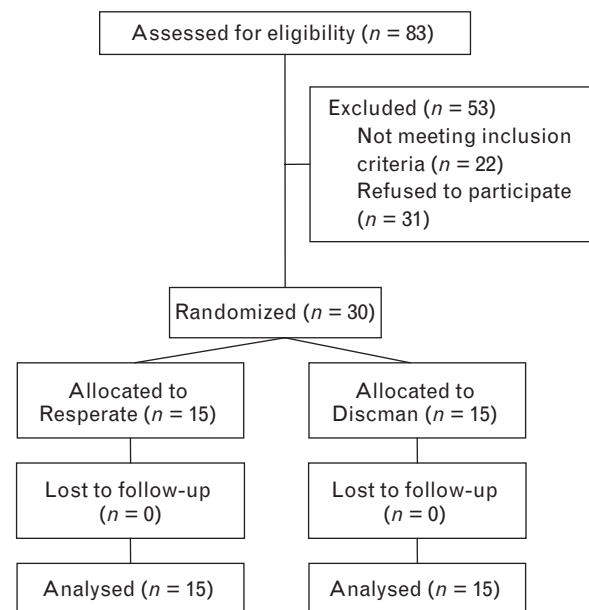 Assessed for eligibility (n = 83)
Excluded (n = 53)
Not meeting inclusion
criteria (n = 22)
Refused to participate
(n = 31)
Randomized (n = 30)
Allocated to
Resperate (n = 15)
Allocated to
Discman (n = 15)
Lost to follow-up
(n = 0)
Lost to follow-up
(n = 0)
Analysed (n = 15)
Analysed (n = 15)